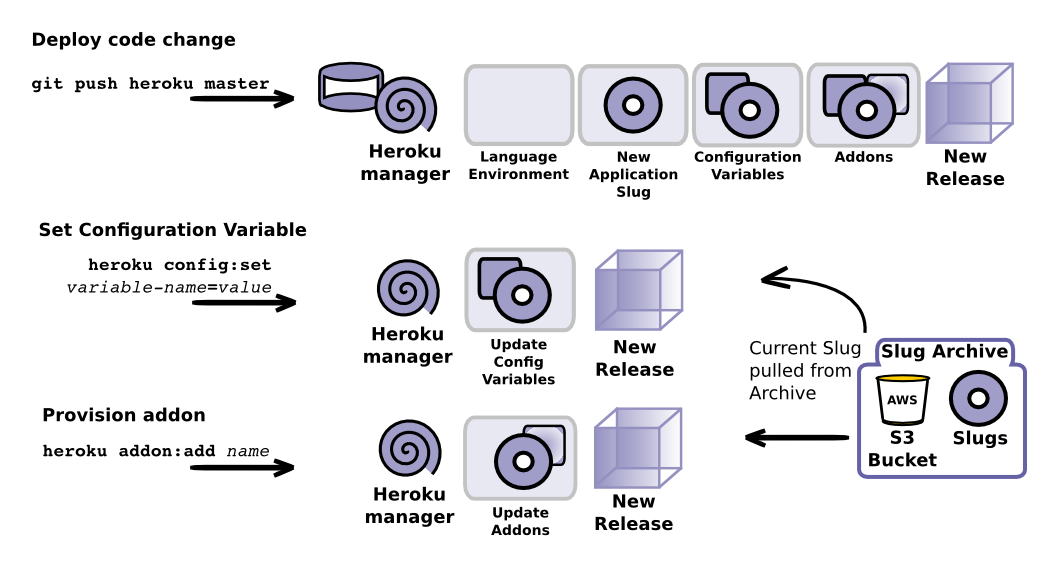 Deploy code change
git push heroku master
Heroku
manager
Language
Environment
New
Application
Slug
Configuration
Variables
Addons
New
Release
Set Configuration Variable
heroku config:set
variable-name=value
Heroku
manager
Update
Config
Variables
New
Release
Current Slug
pulled from
Archive
Slug Archive
AWS
S3
Bucket
Slugs
Provision addon
heroku addon:add name
Heroku
manager
Update
Addons
New
Release